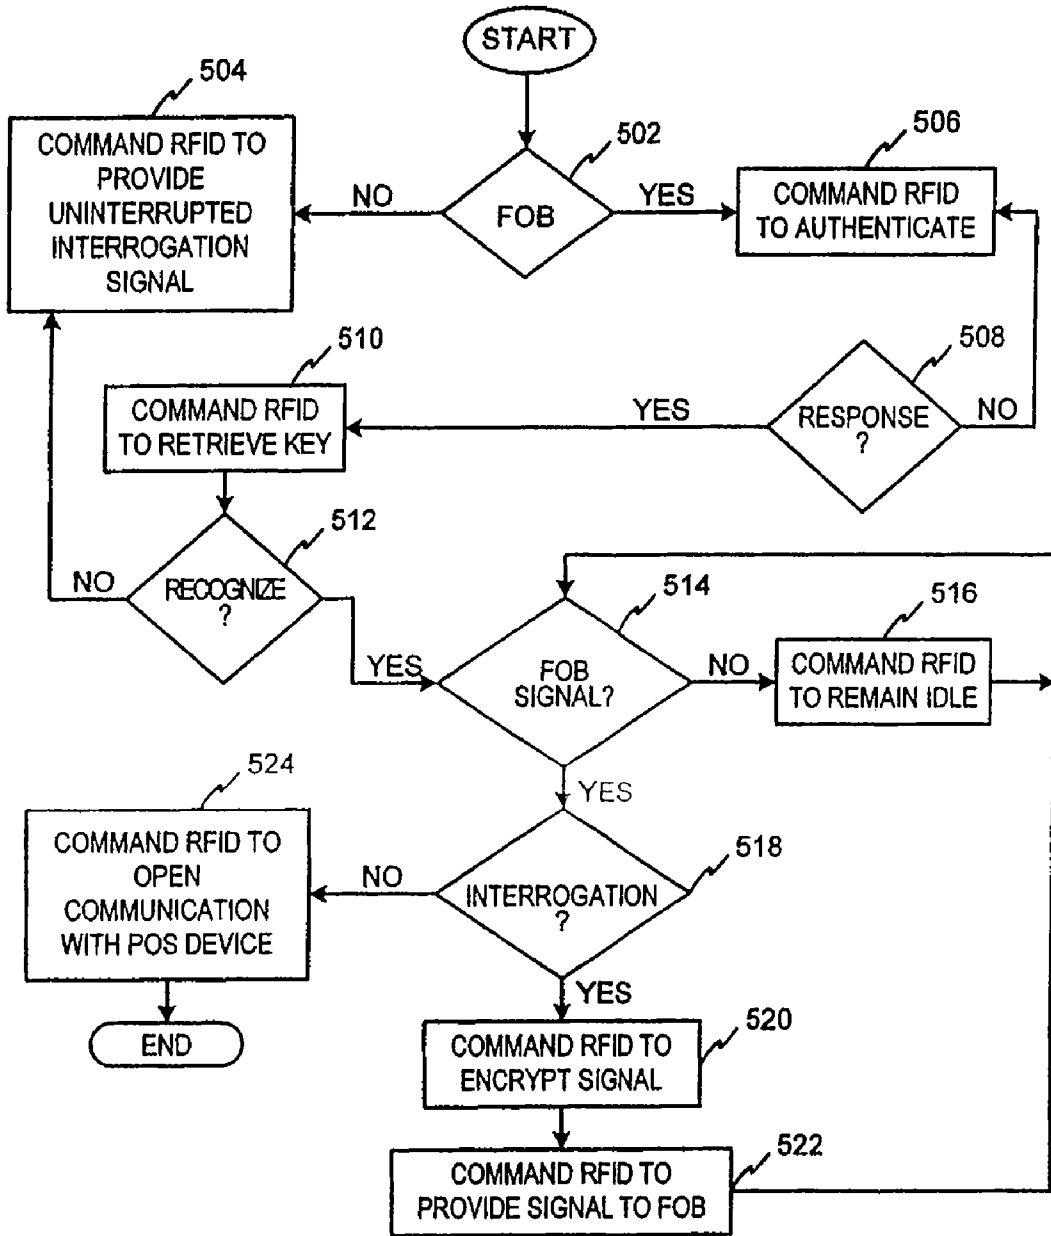 START
504
COMMAND RFID TO
PROVIDE
UNINTERRUPTED
INTERROGATION
SIGNAL
NO
502
FOB
YES
506
COMMAND RFID
TO AUTHENTICATE
510
COMMAND RFID
TO RETRIEVE KEY
YES
508
RESPONSE
?
NO
512
NO
RECOGNIZE
?
YES
514
FOB
SIGNAL?
NO
516
COMMAND RFID
TO REMAIN IDLE
YES
524
COMMAND RFID TO
OPEN
COMMUNICATION
WITH POS DEVICE
NO
518
INTERROGATION
?
YES
END
520
COMMAND RFID TO
ENCRYPT SIGNAL
522
COMMAND RFID TO
PROVIDE SIGNAL TO FOB